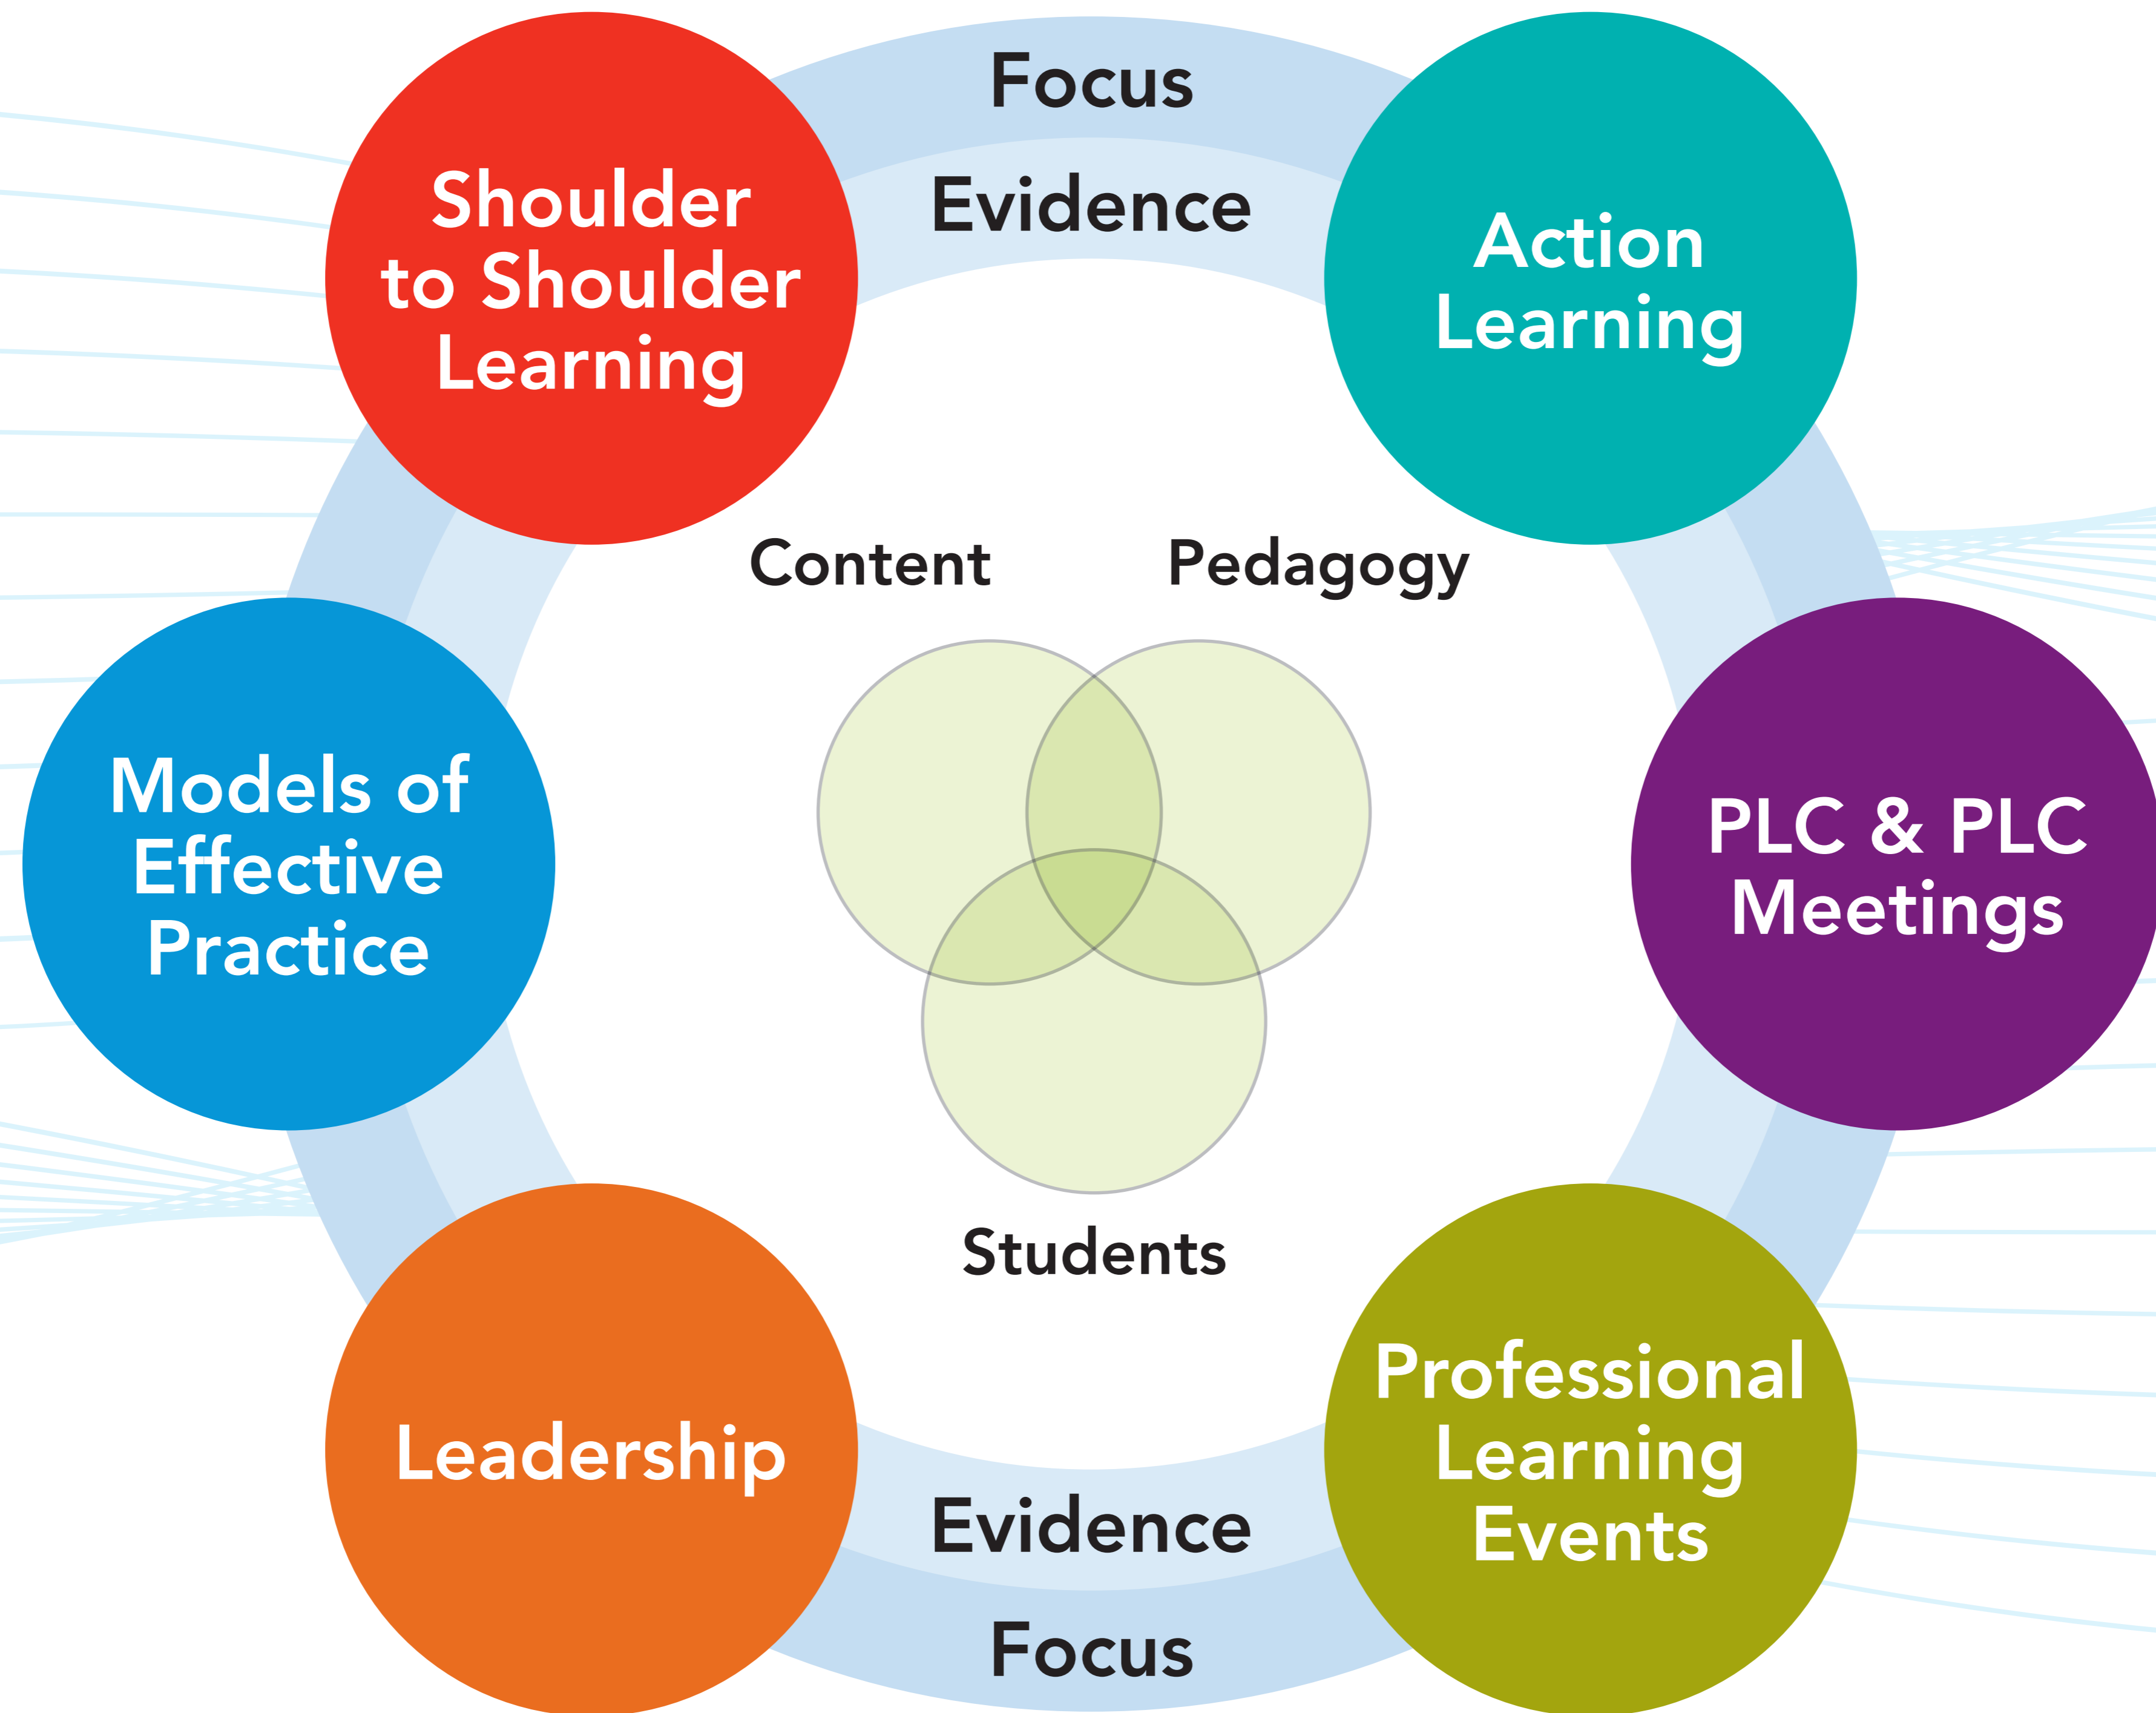 Focus
Evidence
Shoulder
to Shoulder
Learning
Action
Learning
Content
Pedagogy
Models of
Effective
Practice
PLC & PLC
Meetings
Students
Leadership
Professional
Learning
Events
Evidence
Focus